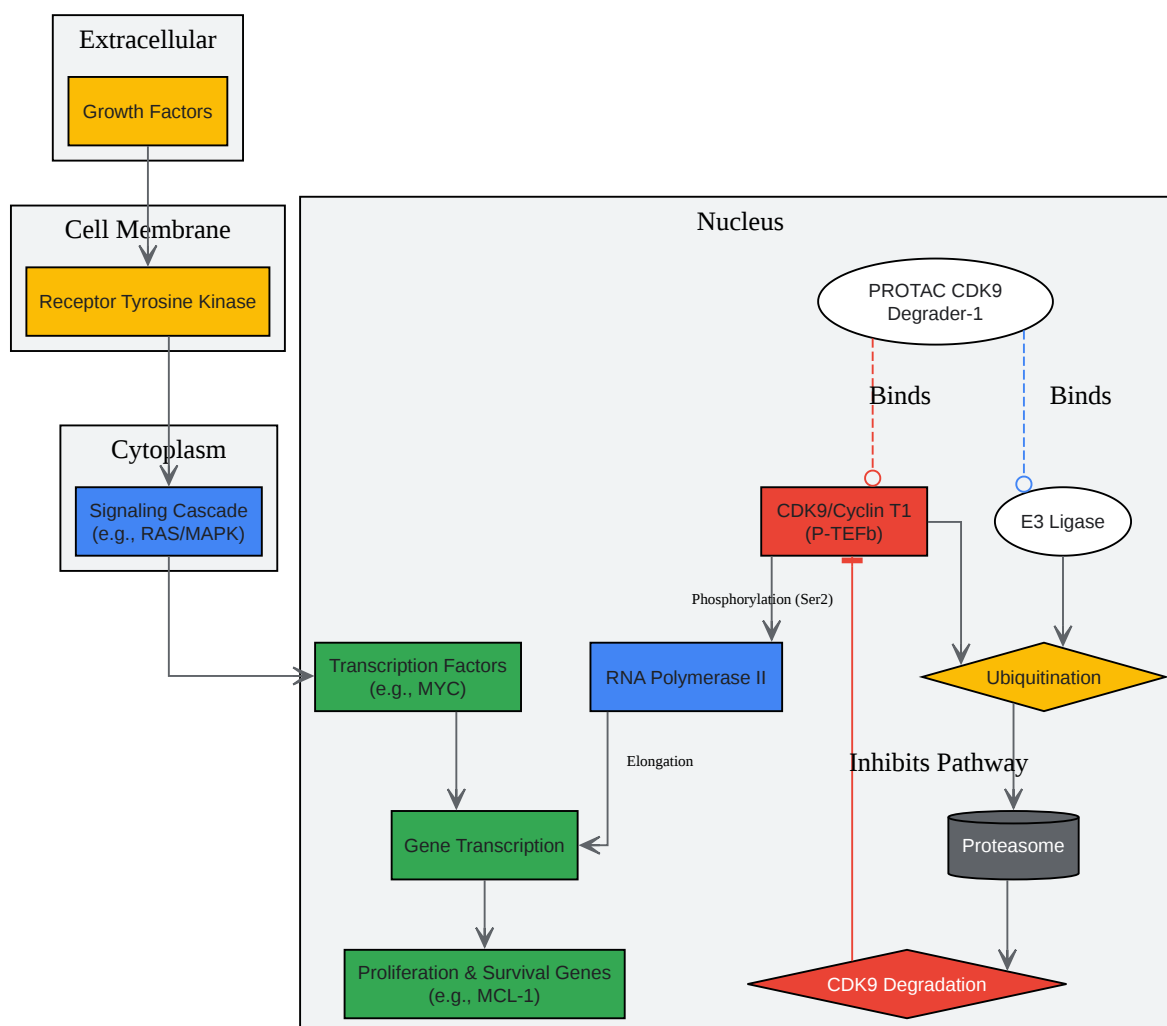 Extracellular
Growth Factors
Cell Membrane
Receptor Tyrosine Kinase
Cytoplasm
Signaling Cascade
(e.g., RAS/MAPK)
Nucleus
PROTAC CDK9
Degrader-1
Binds
Binds
CDK9/Cyclin T1
(P-TEFb)
E3 Ligase
Phosphorylation (Ser2)
Transcription Factors
(e.g., MYC)
RNA Polymerase II
Ubiquitination
Elongation
Inhibits Pathway
Gene Transcription
Proteasome
Proliferation & Survival Genes
(e.g., MCL-1)
CDK9 Degradation